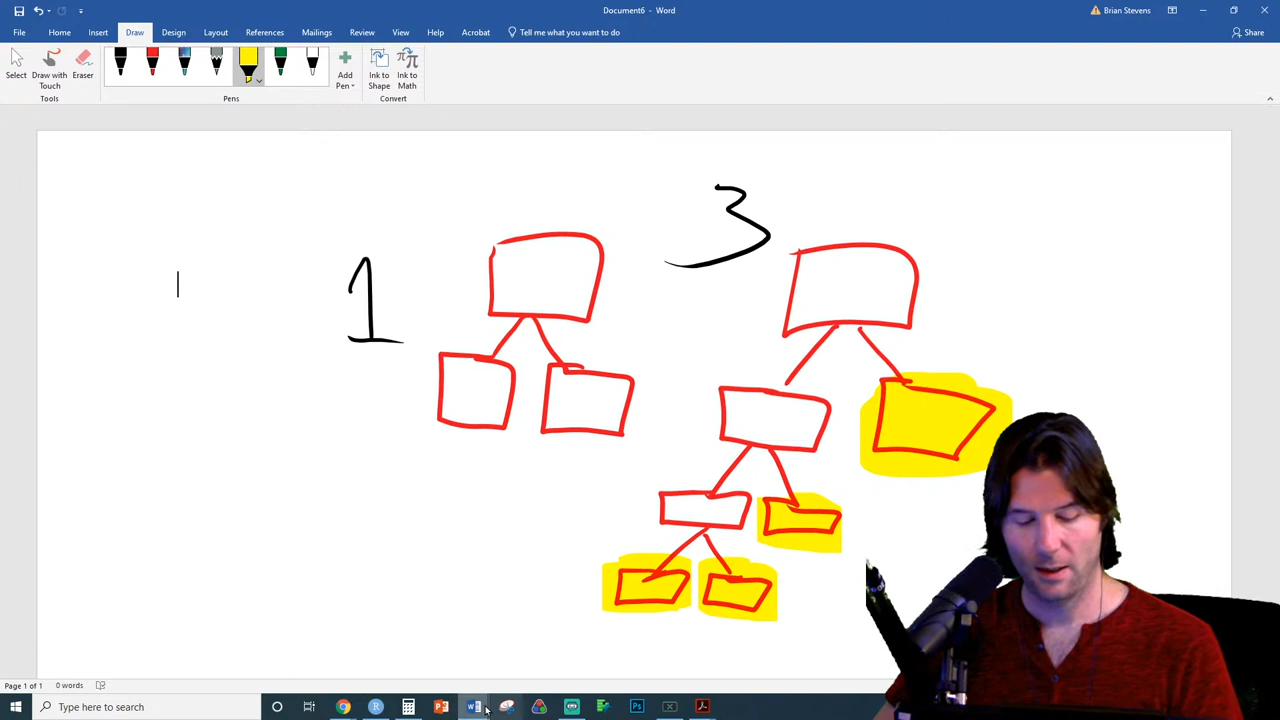 Document6 - Word
Brian Stevens
File Home Insert Draw Design Layout References Mailings Review View Help Acrobat Tell me what you want to do
Share
Select
Draw with Touch
Eraser
Add Pen
Ink to Shape
Ink to Math
Tools
Pens
Convert
3
1
Page 1 of 1 0 words
Type here to search